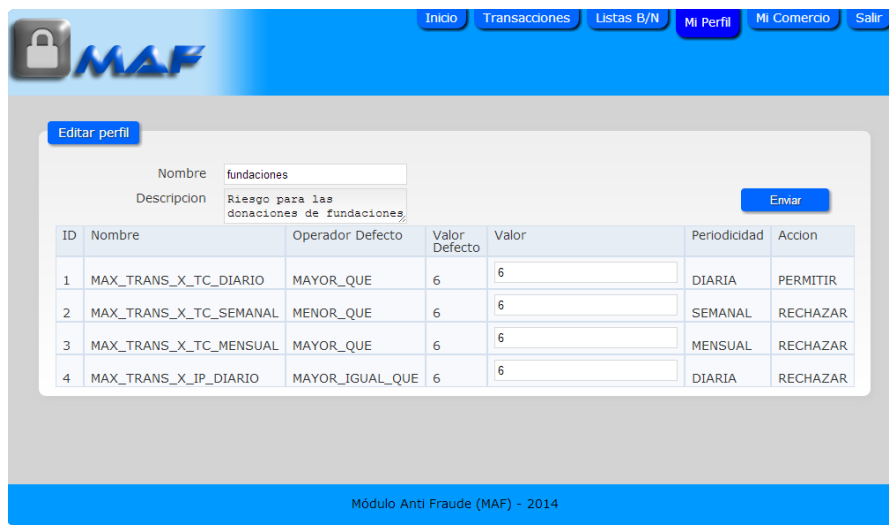 Inicio Transacciones Listas B/N Mi Perfil Mi Comercio Salir
MAF
Editar perfil
Nombre fundaciones
Descripcion Riesgo para las
donaciones de fundaciones
Enviar
ID Nombre Operador Defecto Valor Defecto Valor Periodicidad Accion
1 MAX_TRANS_X_TC_DIARIO MAYOR_QUE 6 6 DIARIA PERMITIR
2 MAX_TRANS_X_TC_SEMANAL MENOR_QUE 6 6 SEMANAL RECHAZAR
3 MAX_TRANS_X_TC_MENSUAL MAYOR_QUE 6 6 MENSUAL RECHAZAR
4 MAX_TRANS_X_IP_DIARIO MAYOR_IGUAL_QUE 6 6 DIARIA RECHAZAR
Módulo Anti Fraude (MAF) - 2014